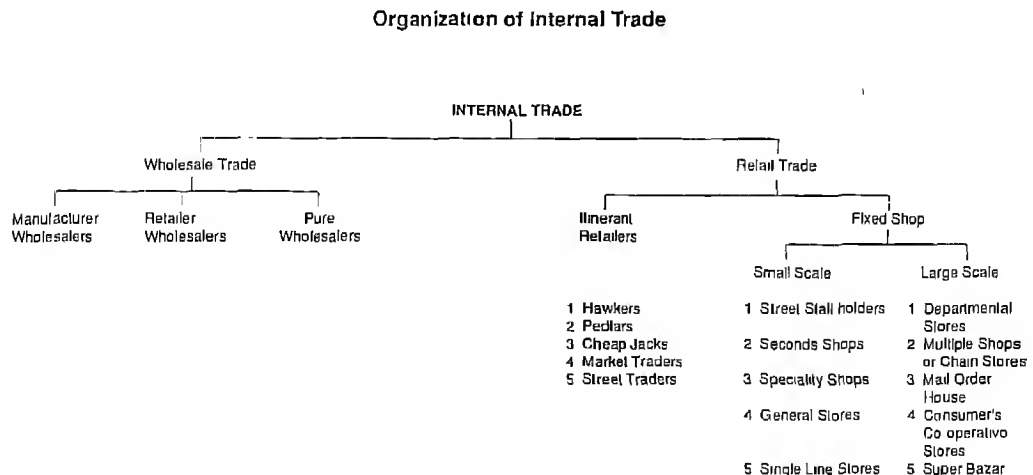 Organization of Internal Trade
INTERNAL TRADE
Wholesale Trade
Retail Trade
Manufacturer
Wholesalers
Retailer
Wholesalers
Pure
Wholesalers
Itinerant
Retailers
Fixed Shop
Small Scale
Large Scale
1 Hawkers
2 Pedlars
3 Cheap Jacks
4 Market Traders
5 Street Traders
1 Street Stall holders
2 Seconds Shops
3 Speciality Shops
4 General Stores
5 Single Line Stores
1 Departmental
Stores
2 Multiple Shops
or Chain Stores
3 Mail Order
House
4 Consumer's
Co operative
Stores
5 Super Bazar